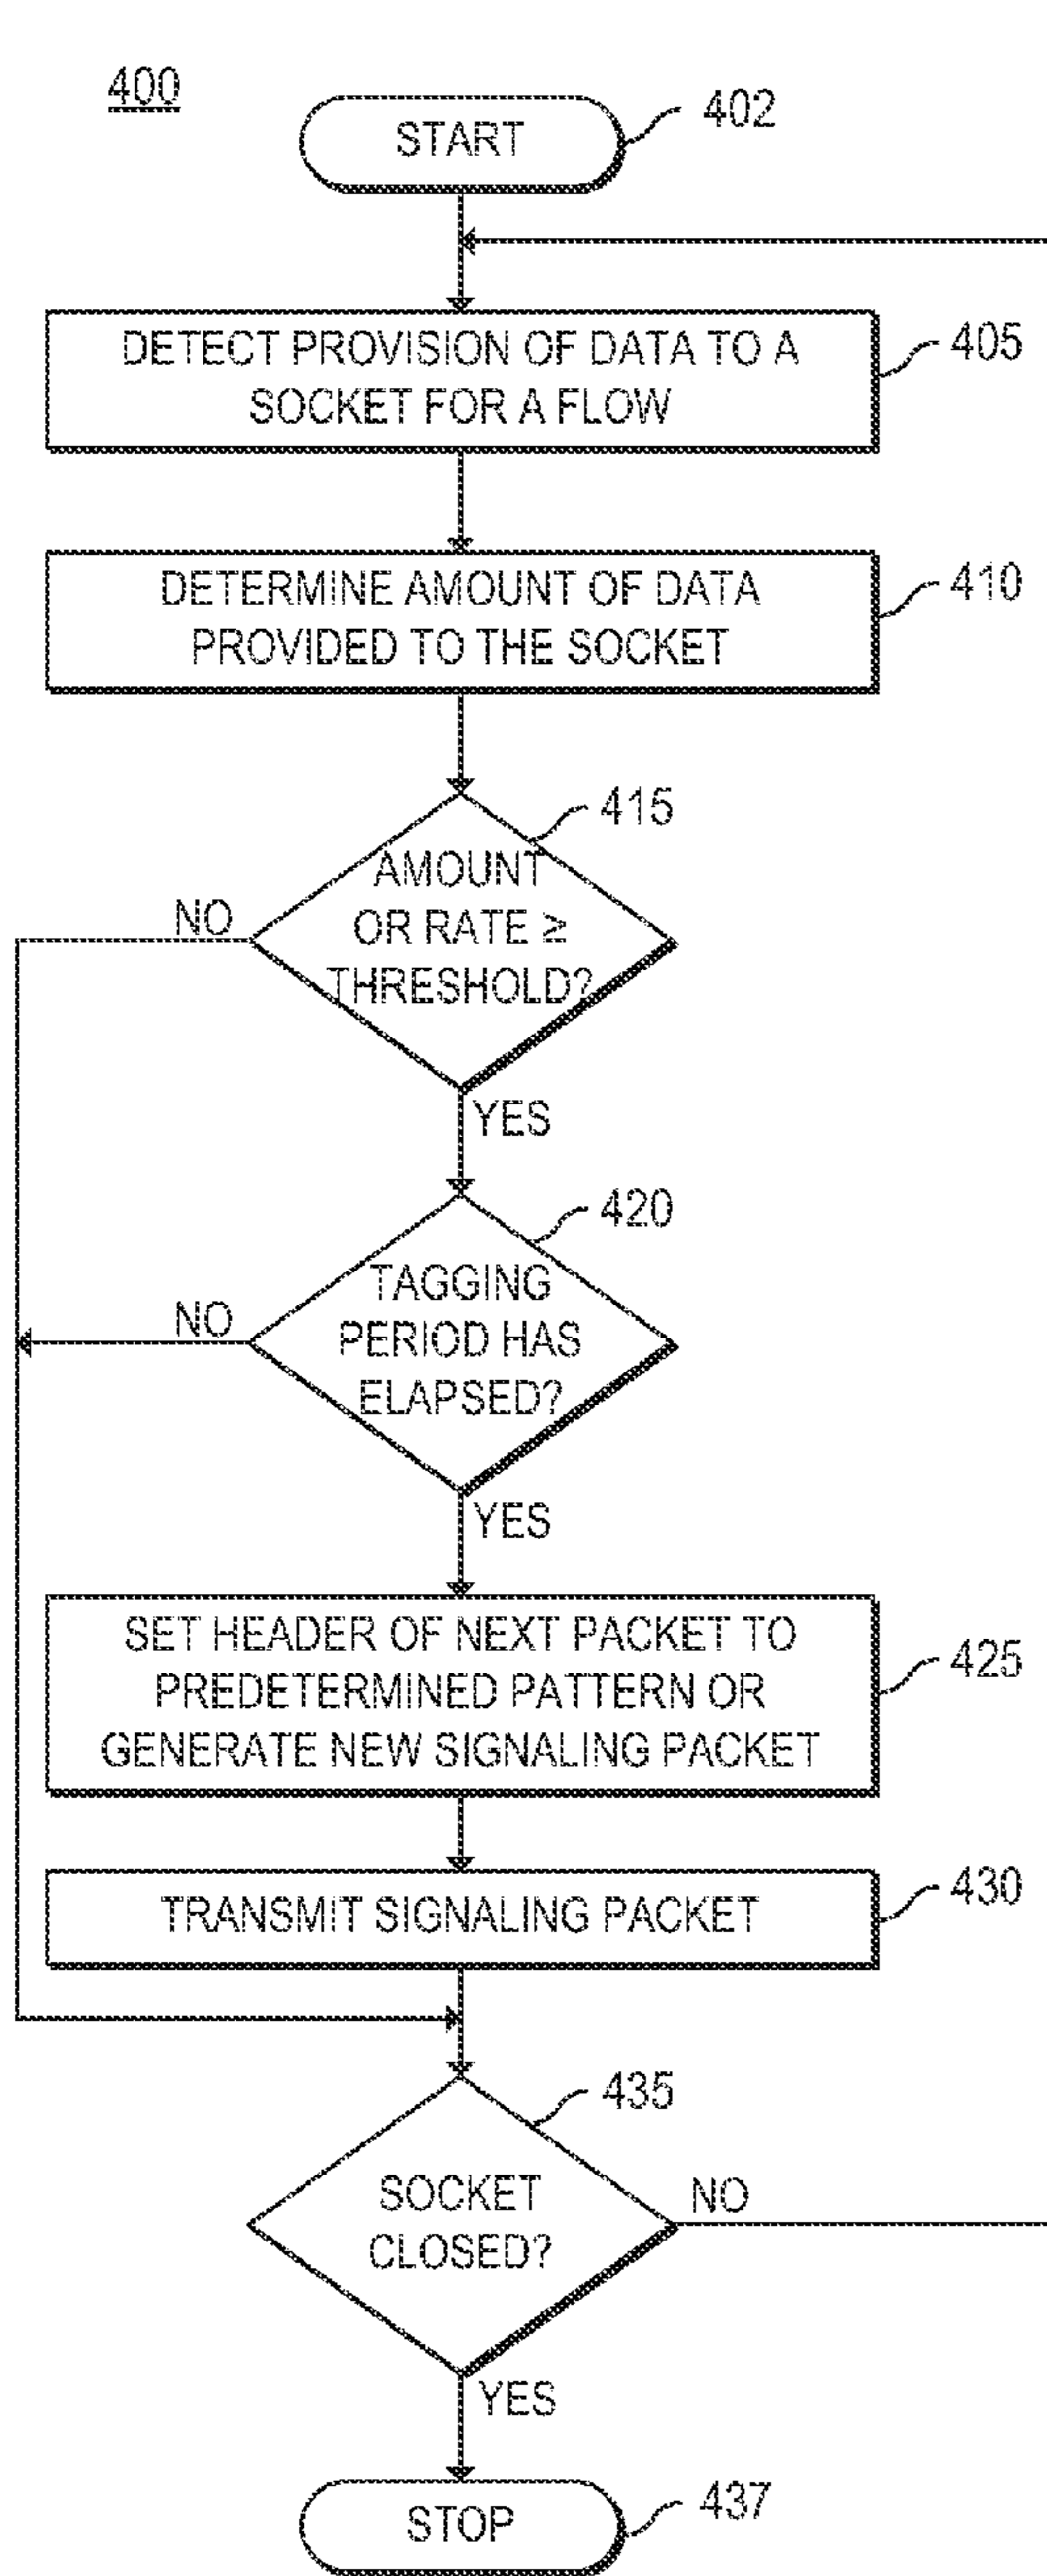 400
START
402
DETECT PROVISION OF DATA TO A
SOCKET FOR A FLOW
405
DETERMINE AMOUNT OF DATA
PROVIDED TO THE SOCKET
410
415
AMOUNT
OR RATE ≥
THRESHOLD?
NO
YES
420
TAGGING
PERIOD HAS
ELAPSED?
NO
YES
SET HEADER OF NEXT PACKET TO
PREDETERMINED PATTERN OR
GENERATE NEW SIGNALING PACKET
425
TRANSMIT SIGNALING PACKET
430
435
SOCKET
CLOSED?
NO
YES
STOP
437